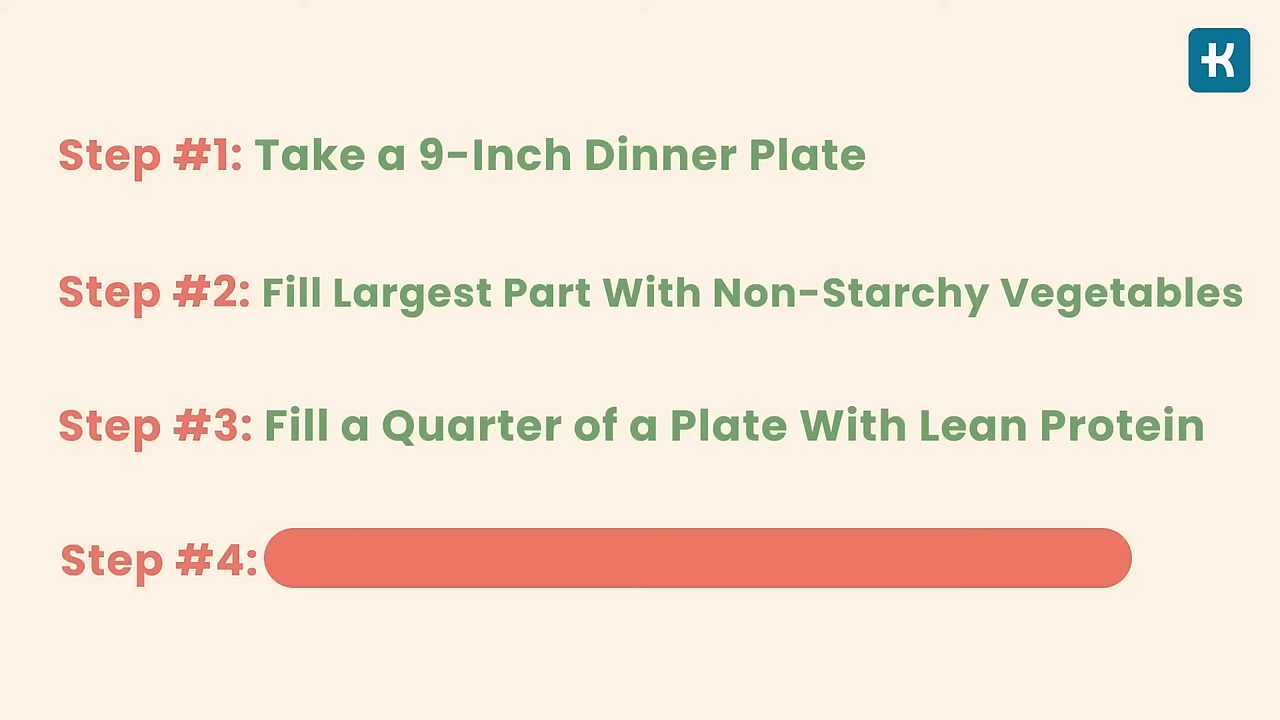 K
Step #1: Take a 9-Inch Dinner Plate
Step #2: Fill Largest Part With Non-Starchy Vegetables
Step #3: Fill a Quarter of a Plate With Lean Protein
Step #4: